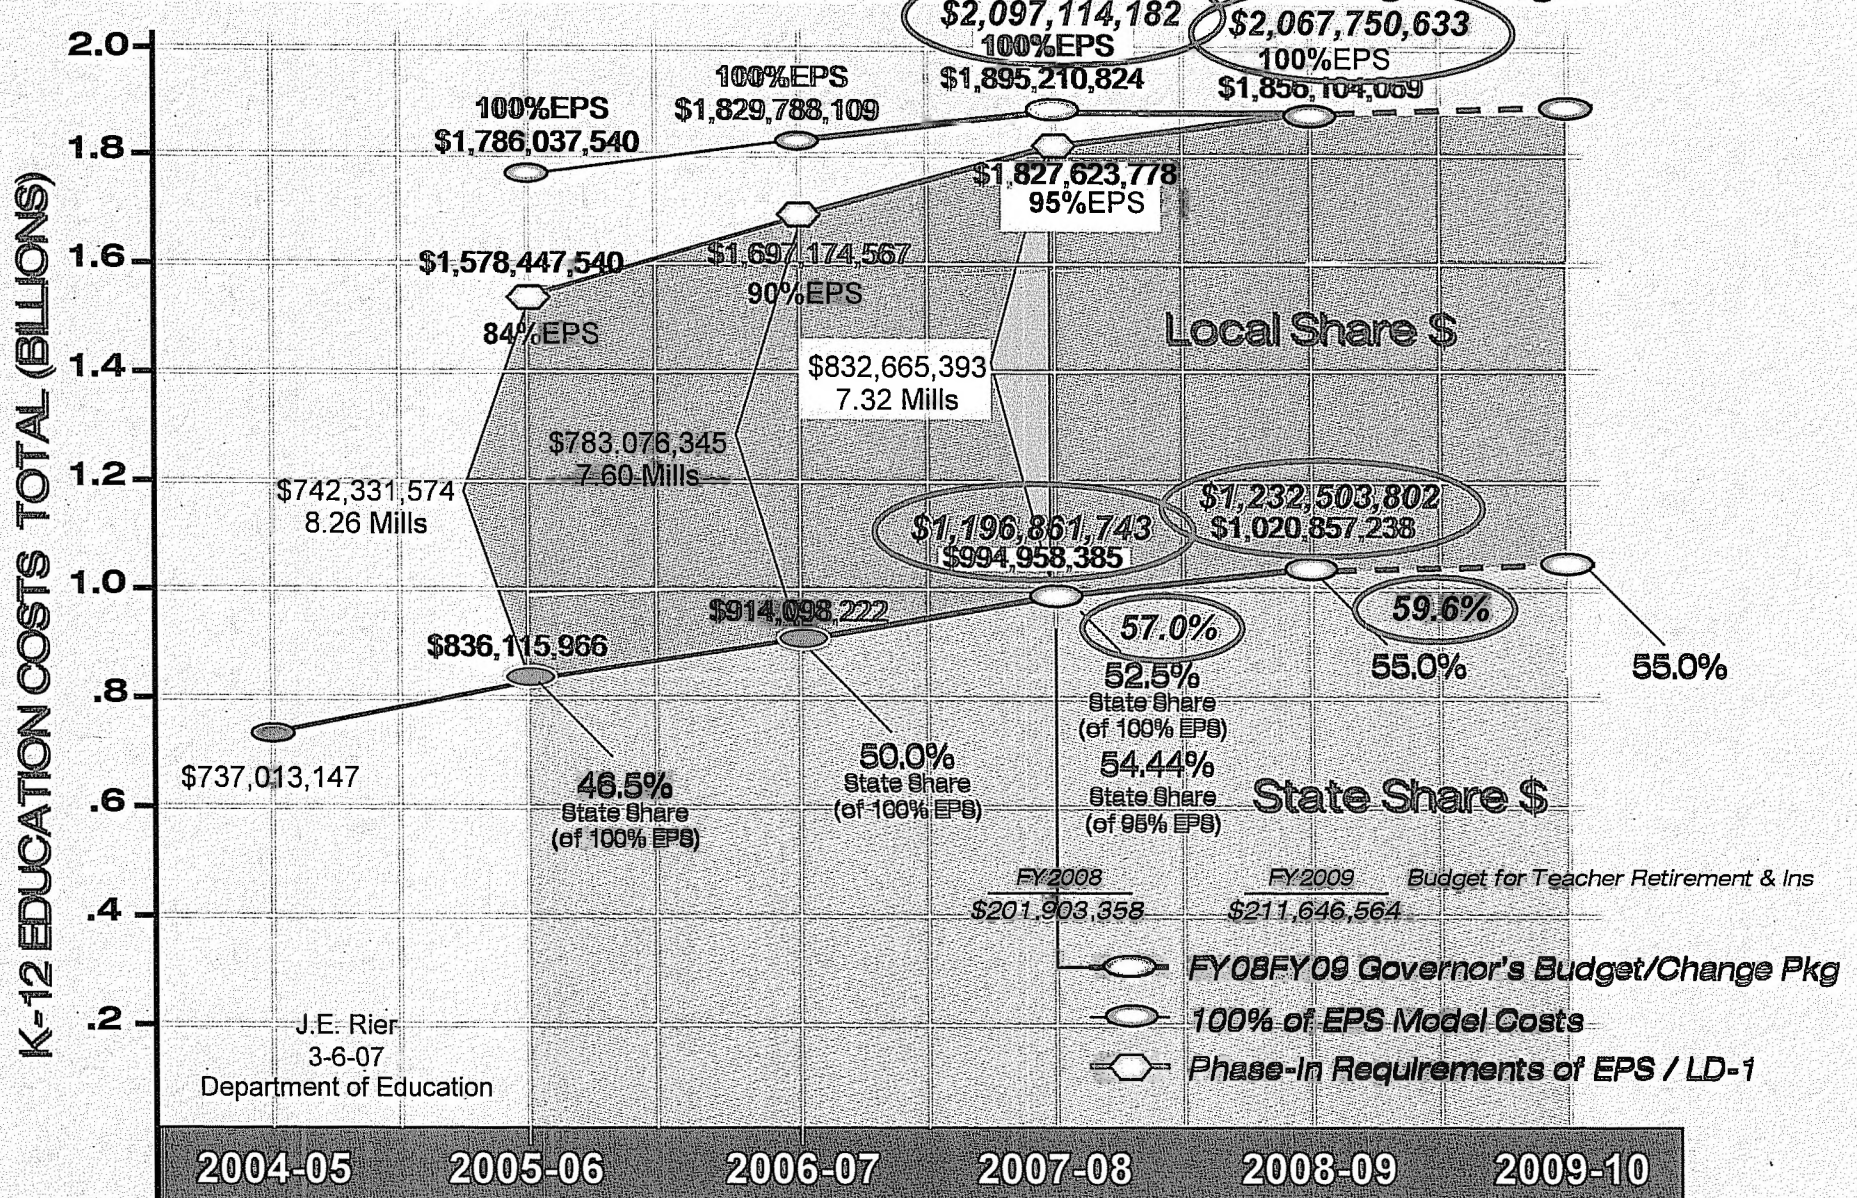 $2,097,114,182
100%EPS
$1,895,210,824
$2,067,750,633
100%EPS
$1,856,104,069
100%EPS
$1,829,788,109
100%EPS
$1,786,037,540
K-12 EDUCATION COSTS TOTAL (BILLIONS)
2.0
1.8
1.6
1.4
1.2
1.0
.8
.6
.4
.2
$1,827,623,778
95%EPS
$1,697,174,567
90%EPS
$1,578,447,540
84%EPS
Local Share $
$832,665,393
7.32 Mills
$783,076,345
7.60 Mills
$742,331,574
8.26 Mills
$1,196,861,743
$994,958,385
$1,232,503,802
$1,020,857,238
$914,098,222
$836,115,966
$737,013,147
57.0%
59.6%
52.5%
State Share
(of 100% EPS)
54.44%
State Share
(of 95% EPS)
55.0%
55.0%
50.0%
State Share
(of 100% EPS)
46.5%
State Share
(of 100% EPS)
State Share $
FY2008
$201,903,358
FY2009
$211,646,564
Budget for Teacher Retirement & Ins
FY08FY09 Governor's Budget/Change Pkg
100% of EPS Model Costs
Phase-In Requirements of EPS / LD-1
J.E. Rier
3-6-07
Department of Education
2004-05 2005-06 2006-07 2007-08 2008-09 2009-10